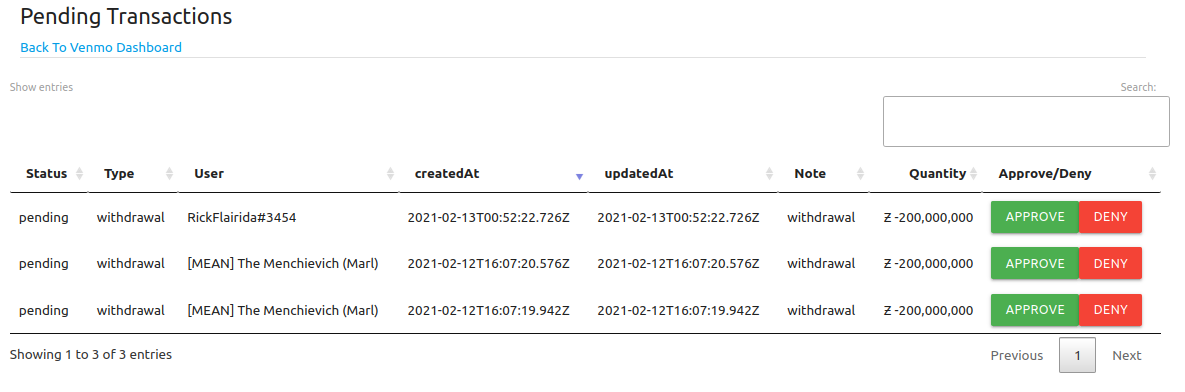 Pending Transactions
Back To Venmo Dashboard
Show entries Search:
Status Type User createdAt updatedAt Note Quantity Approve/Deny
pending withdrawal RickFlairida#3454 2021-02-13T00:52:22.726Z 2021-02-13T00:52:22.726Z withdrawal Ƶ -200,000,000 APPROVE DENY
pending withdrawal [MEAN] The Menchievich (Marl) 2021-02-12T16:07:20.576Z 2021-02-12T16:07:20.576Z withdrawal Ƶ -200,000,000 APPROVE DENY
pending withdrawal [MEAN] The Menchievich (Marl) 2021-02-12T16:07:19.942Z 2021-02-12T16:07:19.942Z withdrawal Ƶ -200,000,000 APPROVE DENY
Showing 1 to 3 of 3 entries Previous 1 Next